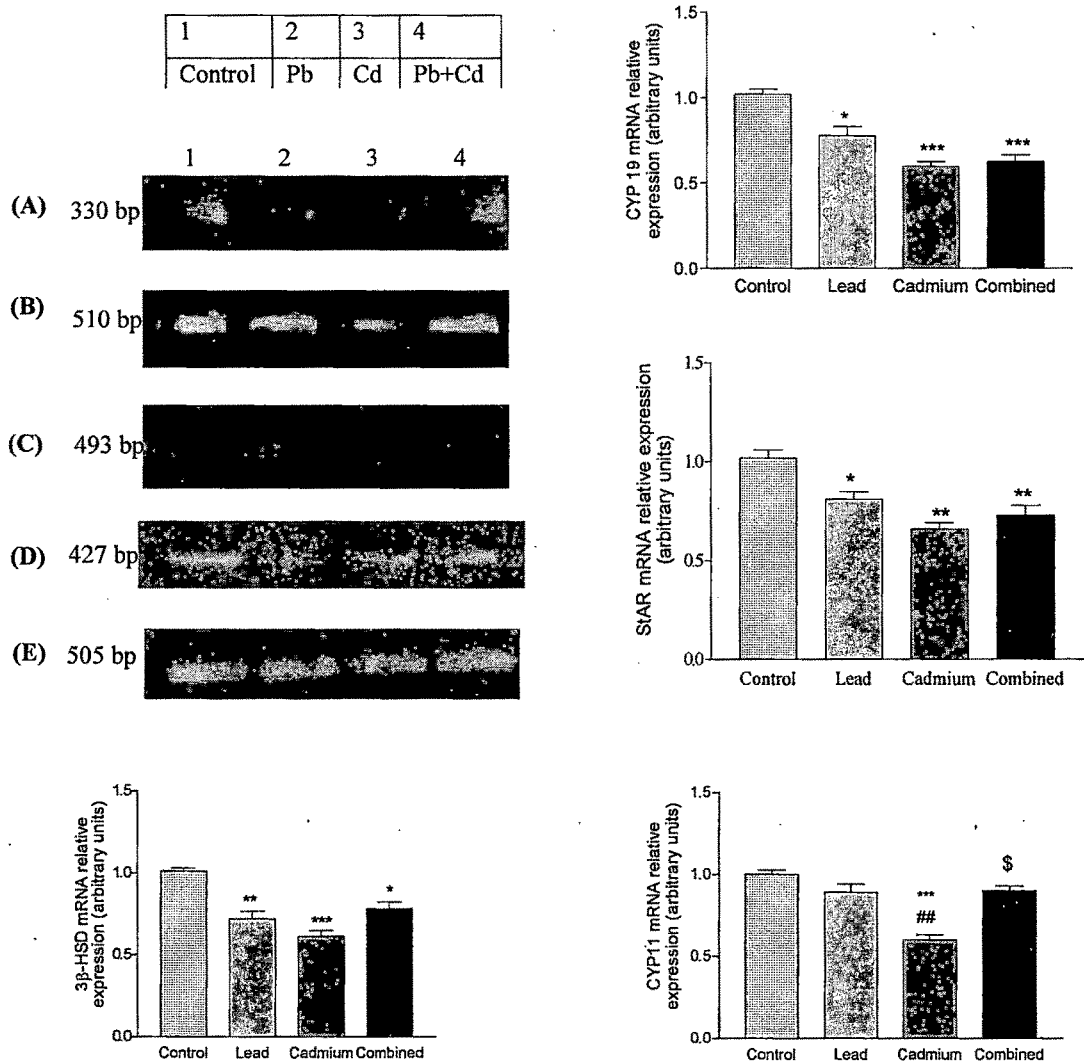 1 2 3 4
Control Pb Cd Pb+Cd
1 2 3 4
(A) 330 bp
(B) 510 bp
(C) 493 bp
(D) 427 bp
(E) 505 bp
CYP 19 mRNA relative
expression (arbitrary units)
1.5
1.0
0.5
0.0
*
***
***
Control Lead Cadmium Combined
StAR mRNA relative expression
(arbitrary units)
1.5
1.0
0.5
0.0
*
**
**
Control Lead Cadmium Combined
3β-HSD mRNA relative
expression (arbitrary units)
1.5
1.0
0.5
0.0
**
***
*
Control Lead Cadmium Combined
CYP11 mRNA relative
expression (arbitrary units)
1.5
1.0
0.5
0.0
***
##
$
Control Lead Cadmium Combined